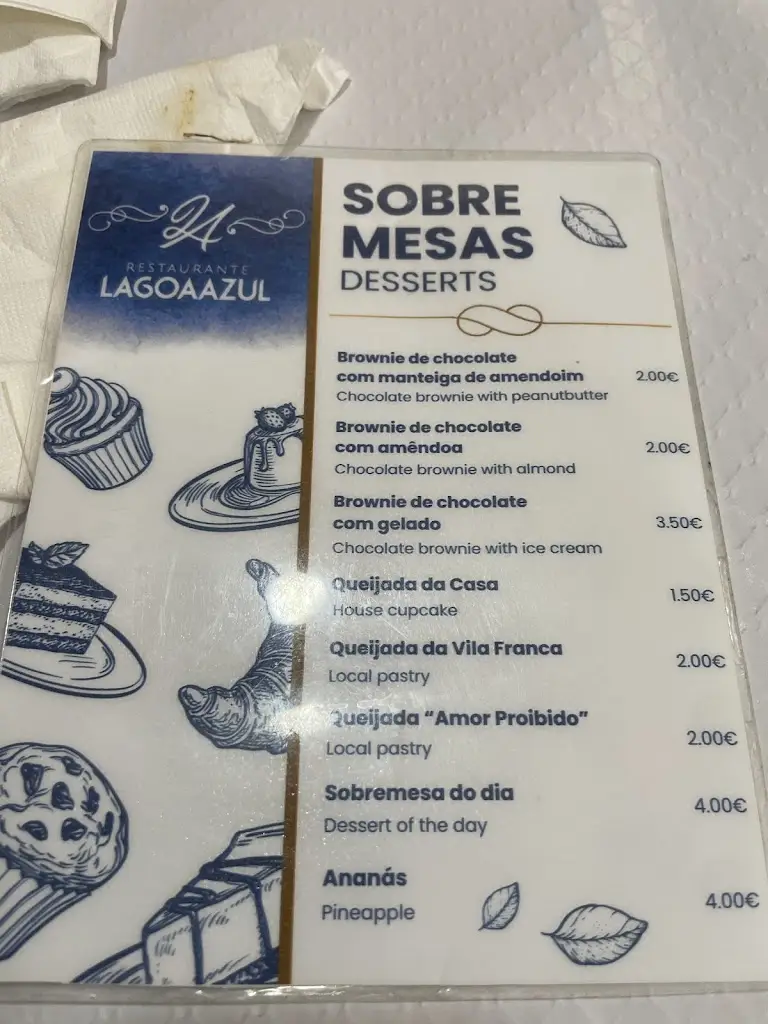 LA
RESTAURANTE
LAGOAAZUL
SOBRE
MESAS
DESSERTS
Brownie de chocolate
com manteiga de amendoim 2.00€
Chocolate brownie with peanutbutter
Brownie de chocolate
com amêndoa 2.00€
Chocolate brownie with almond
Brownie de chocolate
com gelado 3.50€
Chocolate brownie with ice cream
Queijada da Casa 1.50€
House cupcake
Queijada da Vila Franca 2.00€
Local pastry
Queijada “Amor Proibido” 2.00€
Local pastry
Sobremesa do dia 4.00€
Dessert of the day
Ananás 4.00€
Pineapple